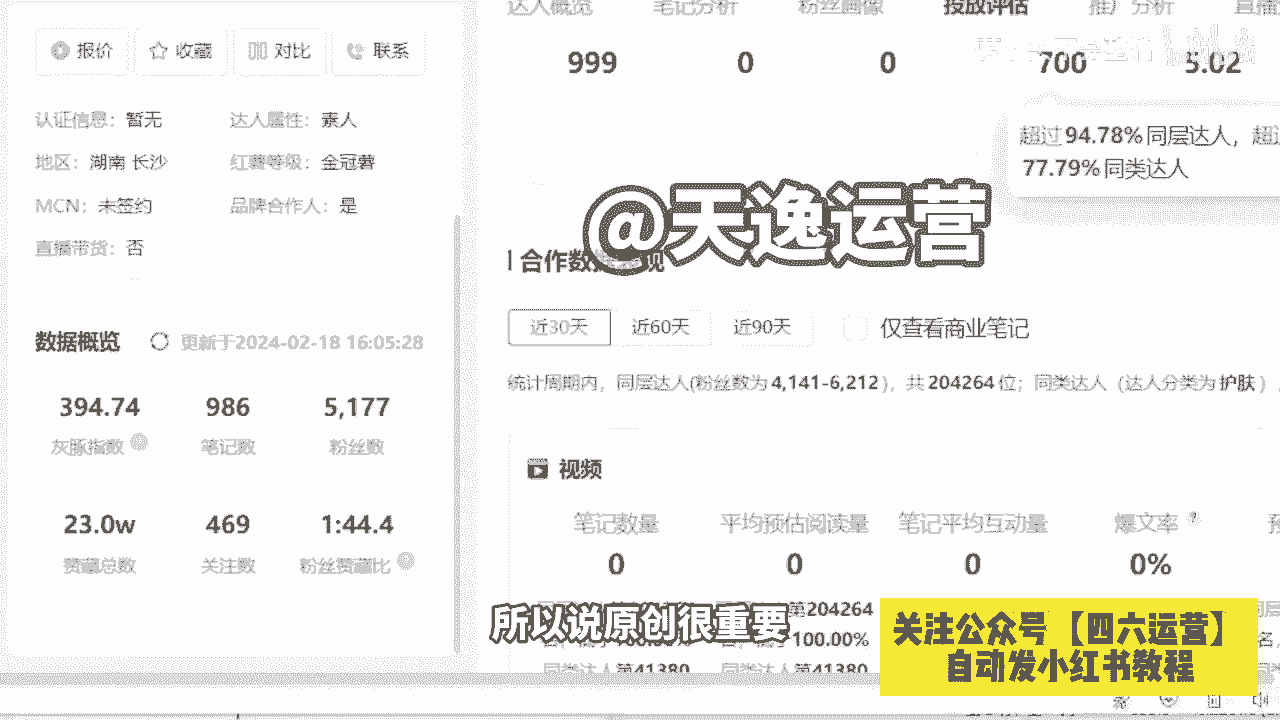 达人概览 笔记分析 粉丝画像 投放评估 推广分析 直播
报价 收藏 对比 联系
999 0 0 700 5.02
认证信息：暂无 达人属性：素人
超过94.78%同层达人，超过
77.79%同类达人
地区：湖南 长沙 红薯等级：金冠薯
MCN：未签约 品牌合作人：是
直播带货：否
@天逸运营
合作数据表现
近30天 近60天 近90天 仅查看商业笔记
数据概览 更新于2024-02-18 16:05:28
统计周期内，同层达人(粉丝数为4,141-6,212)，共204264位；同类达人（达人分类为护肤）
394.74 986 5,177
灰豚指数 笔记数 粉丝数
视频
笔记数量 平均预估阅读量 笔记平均互动量 爆文率
0 0 0 0%
23.0w 469 1:44.4
赞藏总数 关注数 粉丝赞藏比
第204264
100.00%
同类达人第41380 同类达人第41380
所以说原创很重要
关注公众号【四六运营】
自动发小红书教程